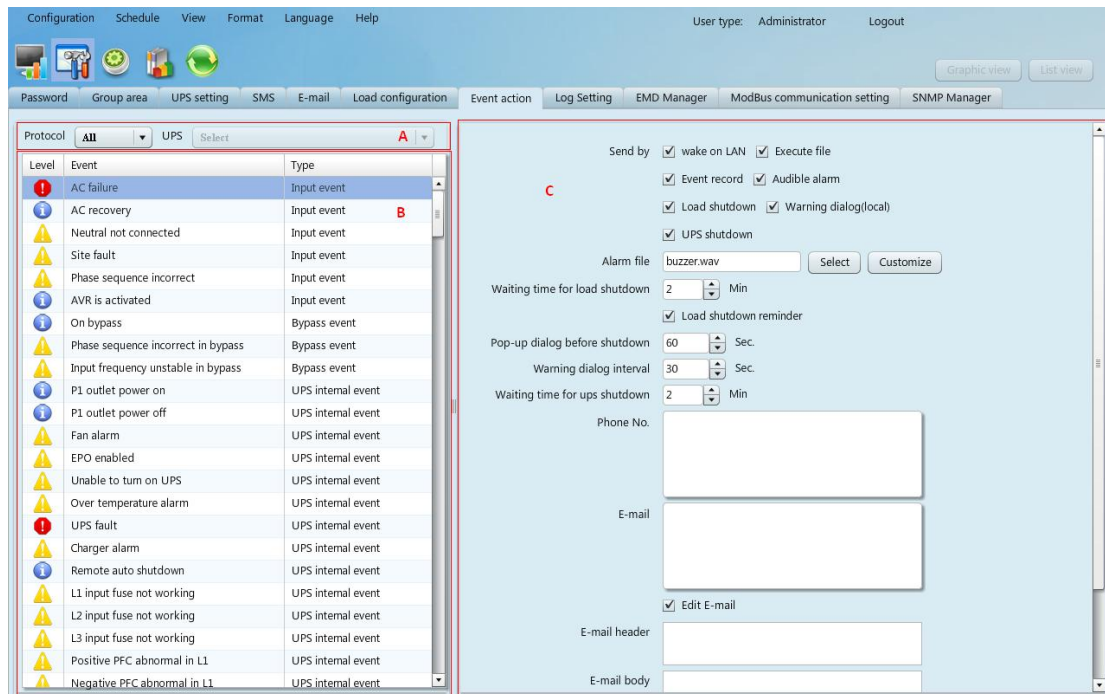 Configuration Schedule View Format Language Help User type: Administrator Logout
Graphic view List view
Password Group area UPS setting SMS E-mail Load configuration Event action Log Setting EMD Manager ModBus communication setting SNMP Manager
Protocol All UPS Select A
Level Event Type
AC failure Input event
AC recovery Input event B
Neutral not connected Input event
Site fault Input event
Phase sequence incorrect Input event
AVR is activated Input event
On bypass Bypass event
Phase sequence incorrect in bypass Bypass event
Input frequency unstable in bypass Bypass event
P1 outlet power on UPS internal event
P1 outlet power off UPS internal event
Fan alarm UPS internal event
EPO enabled UPS internal event
Unable to turn on UPS UPS internal event
Over temperature alarm UPS internal event
UPS fault UPS internal event
Charger alarm UPS internal event
Remote auto shutdown UPS internal event
L1 input fuse not working UPS internal event
L2 input fuse not working UPS internal event
L3 input fuse not working UPS internal event
Positive PFC abnormal in L1 UPS internal event
Negative PFC abnormal in L1 UPS internal event
C
Send by wake on LAN Execute file
Event record Audible alarm
Load shutdown Warning dialog(local)
UPS shutdown
Alarm file buzzer.wav Select Customize
Waiting time for load shutdown 2 Min
Load shutdown reminder
Pop-up dialog before shutdown 60 Sec.
Warning dialog interval 30 Sec.
Waiting time for ups shutdown 2 Min
Phone No.
E-mail
Edit E-mail
E-mail header
E-mail body